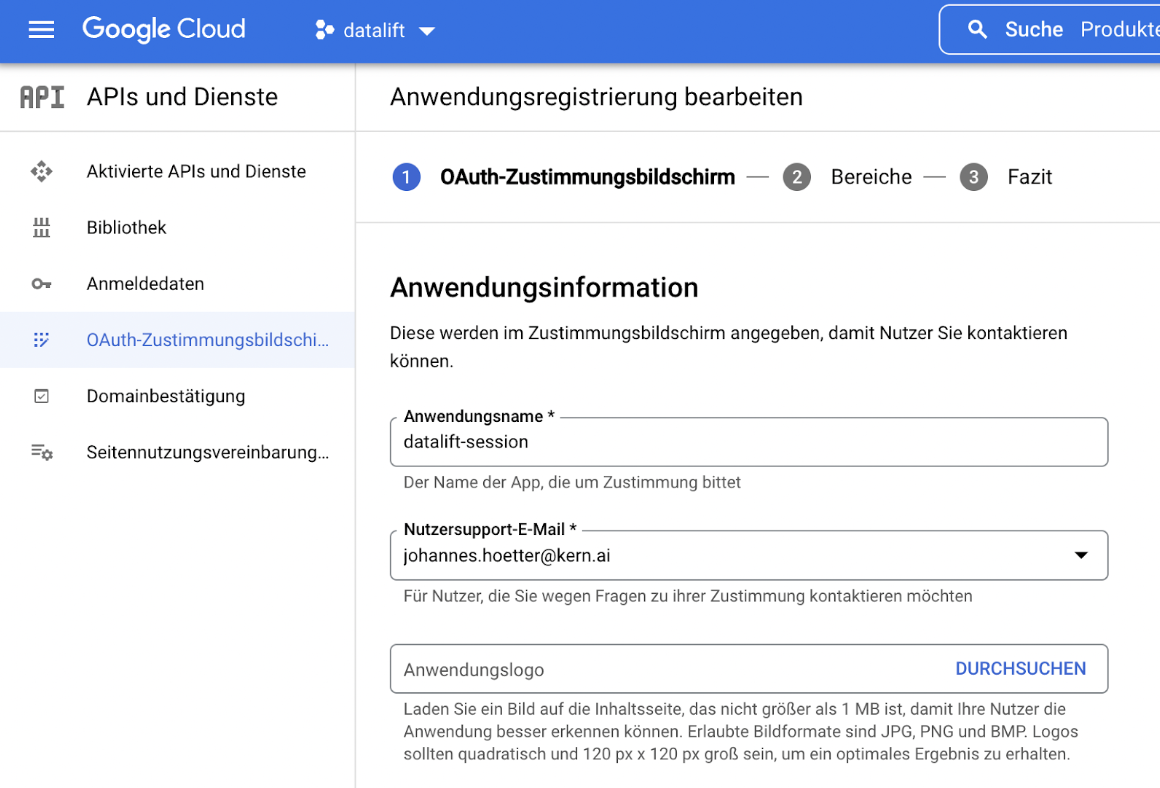 Google Cloud
datalift
Suche Produkte
API APIs und Dienste
Anwendungsregistrierung bearbeiten
Aktivierte APIs und Dienste
Bibliothek
Anmeldedaten
OAuth-Zustimmungsbildschi...
Domainbestätigung
Seitennutzungsvereinbarung...
1 OAuth-Zustimmungsbildschirm — 2 Bereiche — 3 Fazit
Anwendungsinformation
Diese werden im Zustimmungsbildschirm angegeben, damit Nutzer Sie kontaktieren
können.
Anwendungsname *
datalift-session
Der Name der App, die um Zustimmung bittet
Nutzersupport-E-Mail *
johannes.hoetter@kern.ai
Für Nutzer, die Sie wegen Fragen zu ihrer Zustimmung kontaktieren möchten
Anwendungslogo DURCHSUCHEN
Laden Sie ein Bild auf die Inhaltsseite, das nicht größer als 1 MB ist, damit Ihre Nutzer die
Anwendung besser erkennen können. Erlaubte Bildformate sind JPG, PNG und BMP. Logos
sollten quadratisch und 120 px x 120 px groß sein, um ein optimales Ergebnis zu erhalten.